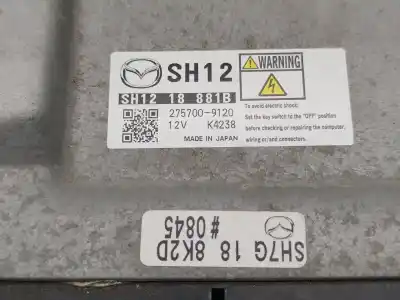 SH12
WARNING
SH12 18 881B
275700-9120
12V K4238
MADE IN JAPAN
To avoid electric shock:
Set the key switch to the "OFF" position
before checking or repairing the computer,
wiring or/and connectors.
SH7G 18 8K2D
#0845